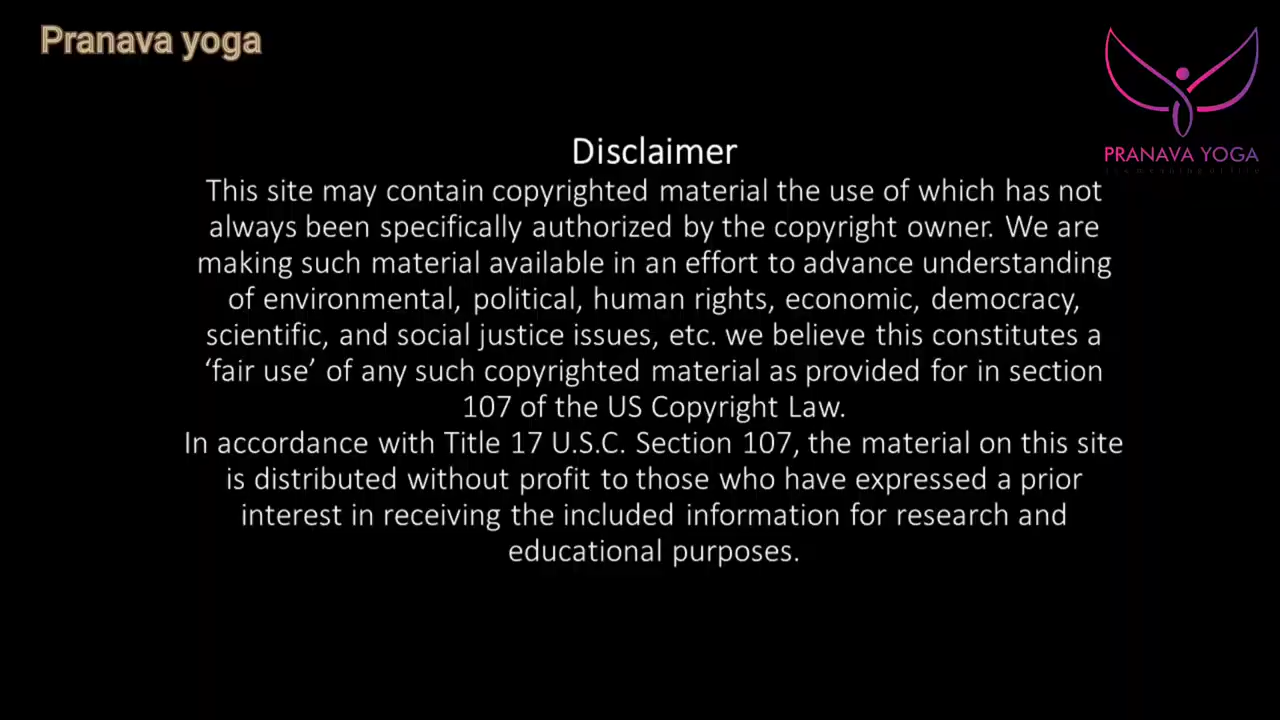 Pranava yoga
PRANAVA YOGA
Disclaimer
This site may contain copyrighted material the use of which has not
always been specifically authorized by the copyright owner. We are
making such material available in an effort to advance understanding
of environmental, political, human rights, economic, democracy,
scientific, and social justice issues, etc. we believe this constitutes a
‘fair use’ of any such copyrighted material as provided for in section
107 of the US Copyright Law.
In accordance with Title 17 U.S.C. Section 107, the material on this site
is distributed without profit to those who have expressed a prior
interest in receiving the included information for research and
educational purposes.